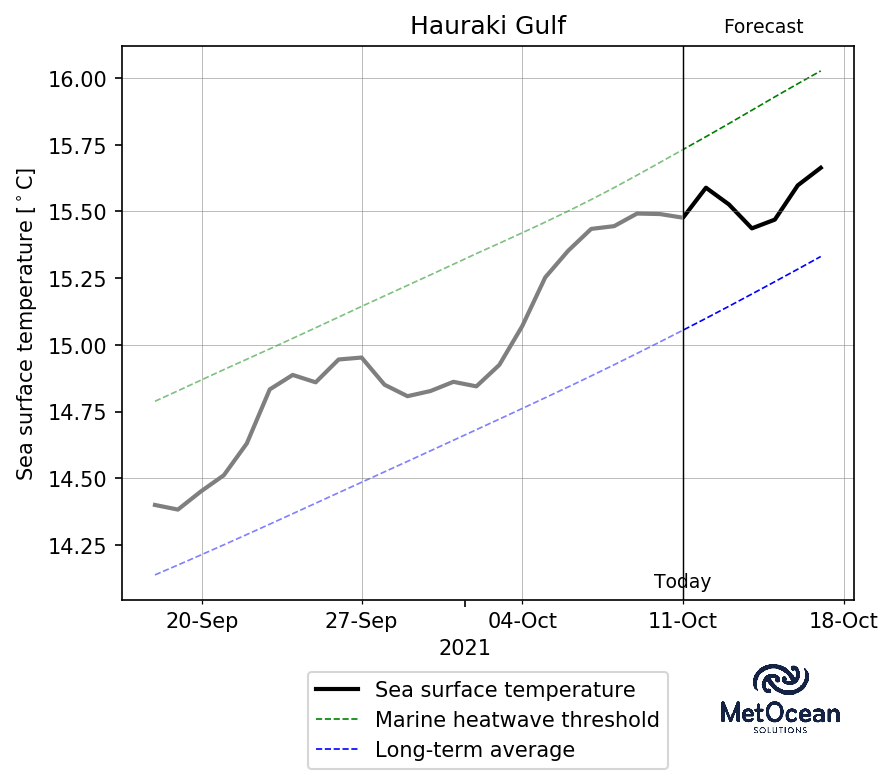 Hauraki Gulf
Forecast
Sea surface temperature [°C]
16.00
15.75
15.50
15.25
15.00
14.75
14.50
14.25
Today
20-Sep 27-Sep 04-Oct 11-Oct 18-Oct
2021
Sea surface temperature
Marine heatwave threshold
Long-term average
MetOcean
SOLUTIONS